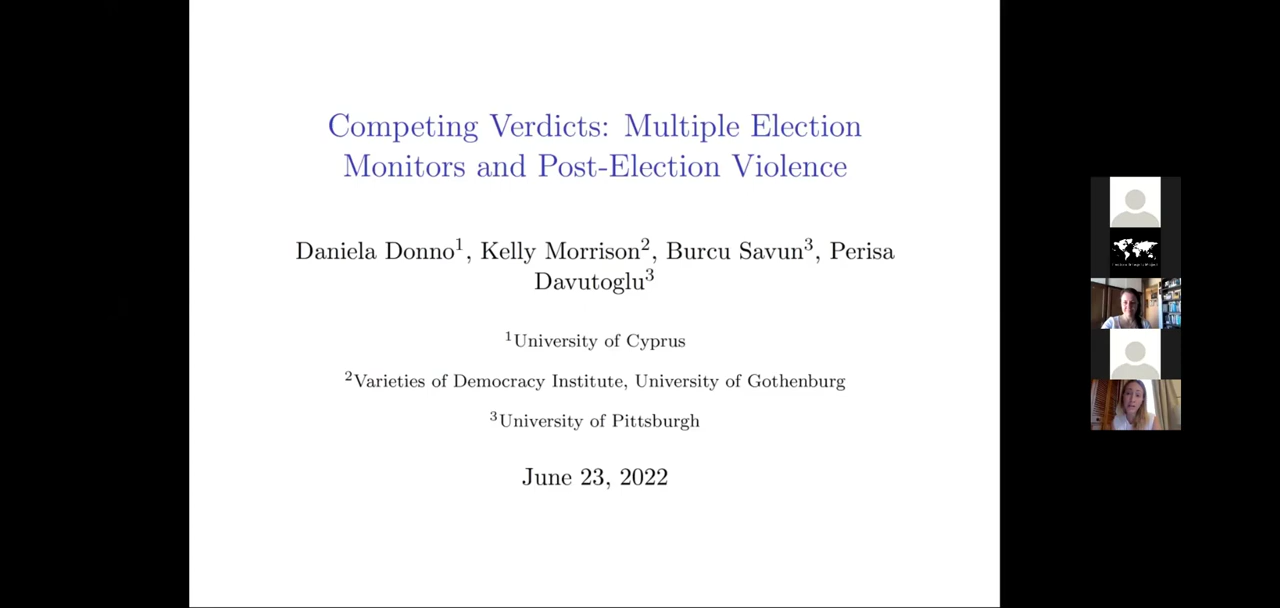 Competing Verdicts: Multiple Election
Monitors and Post-Election Violence
Daniela Donno¹, Kelly Morrison², Burcu Savun³, Perisa
Davutoglu³
¹University of Cyprus
²Varieties of Democracy Institute, University of Gothenburg
³University of Pittsburgh
June 23, 2022